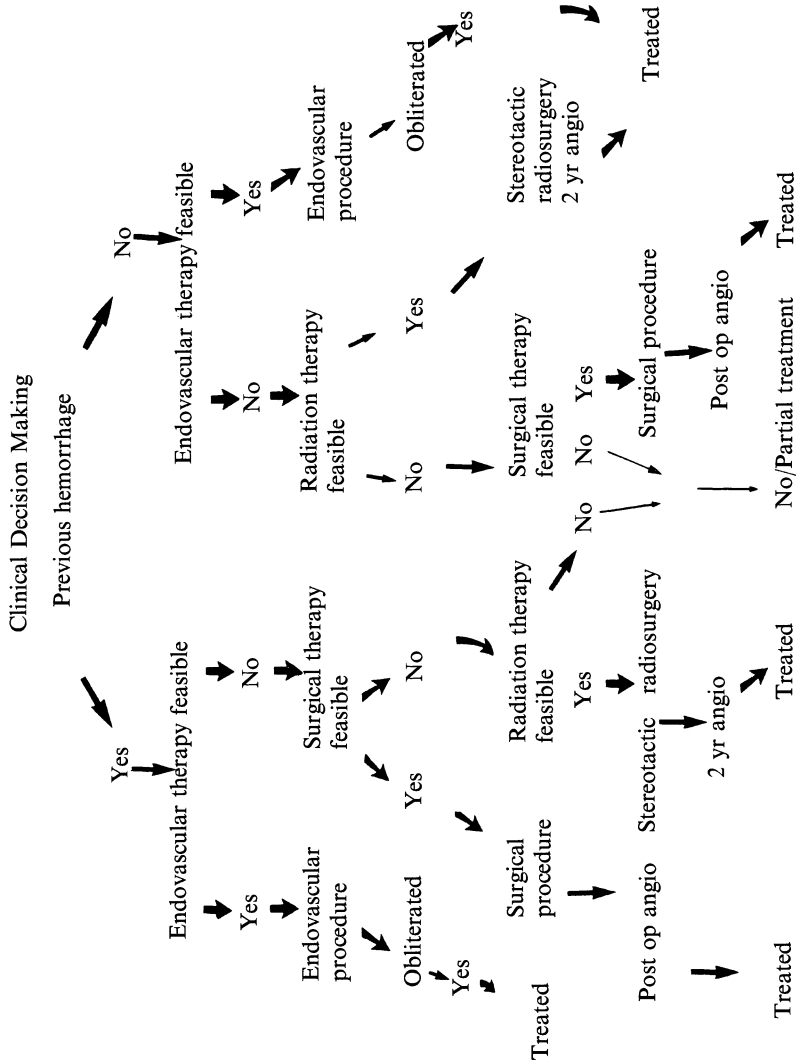 Clinical Decision Making
Previous hemorrhage
Yes
No
Endovascular therapy feasible
Endovascular therapy feasible
Yes
No
No
Yes
Endovascular
procedure
Surgical therapy
feasible
Radiation therapy
feasible
Endovascular
procedure
Obliterated
Yes
No
No
Yes
Obliterated
Yes
Yes
Treated
Surgical
procedure
Radiation therapy
feasible
Surgical therapy
feasible
Stereotactic
radiosurgery
2 yr angio
Yes
No
No
Yes
Post op angio
Stereotactic radiosurgery
Surgical procedure
Treated
2 yr angio
Post op angio
Treated
Treated
No/Partial treatment
Treated